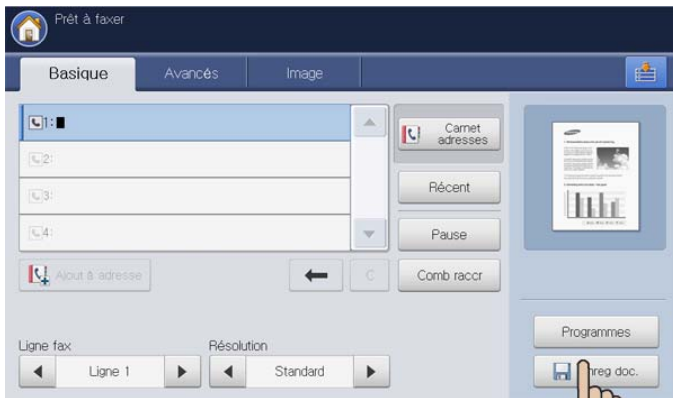 Prêt à faxer
Basique
Avancés
Image
1:
Carnet
adresses
2:
3:
Récent
4:
Pause
Ajout à adresse
C
Comb raccr
Programmes
Ligne fax
Résolution
Ligne 1
Standard
doc.